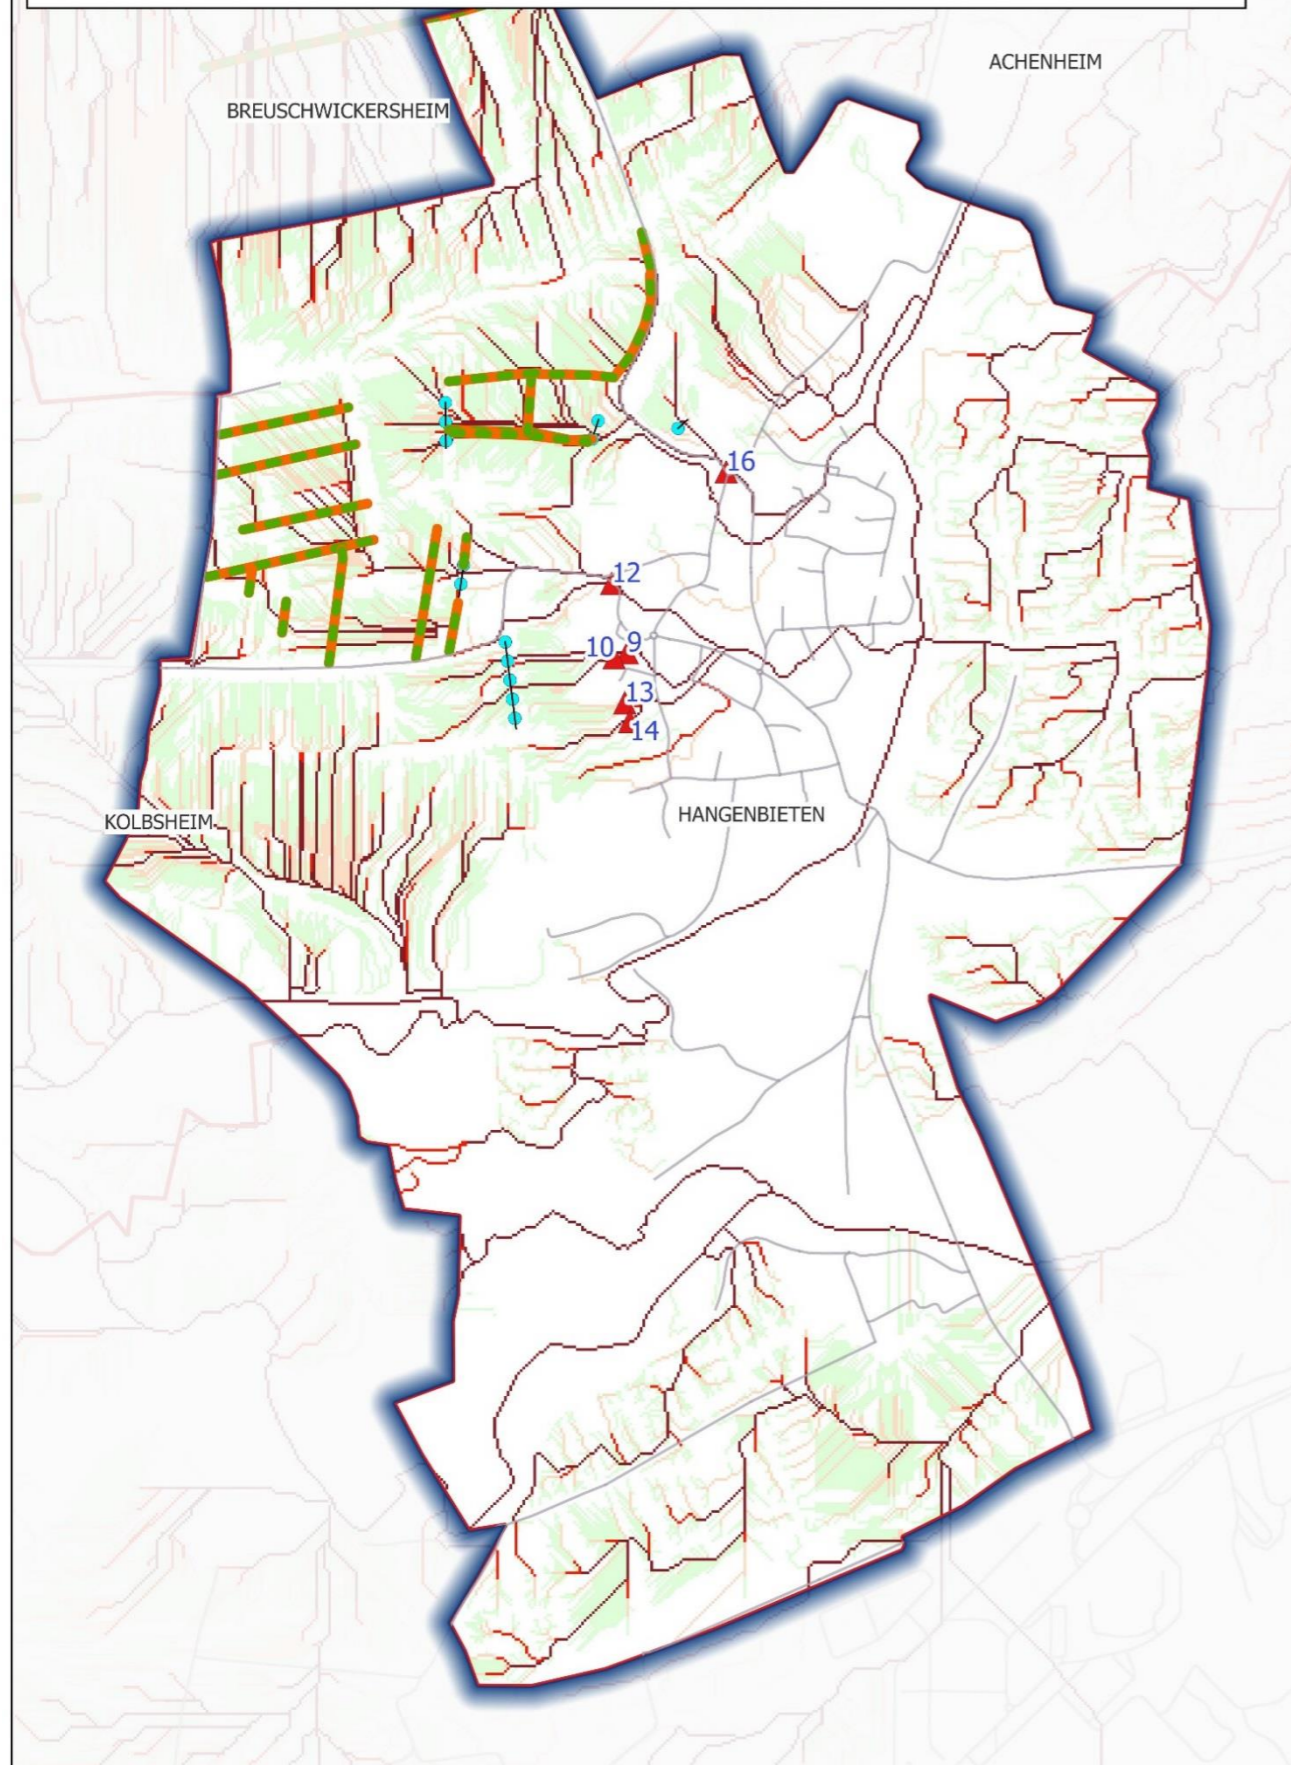 ACHENHEIM
BREUSCHWICKERSHEIM
16
12
10 9
13
14
HANGENBIETEN
KOLBSHEIM